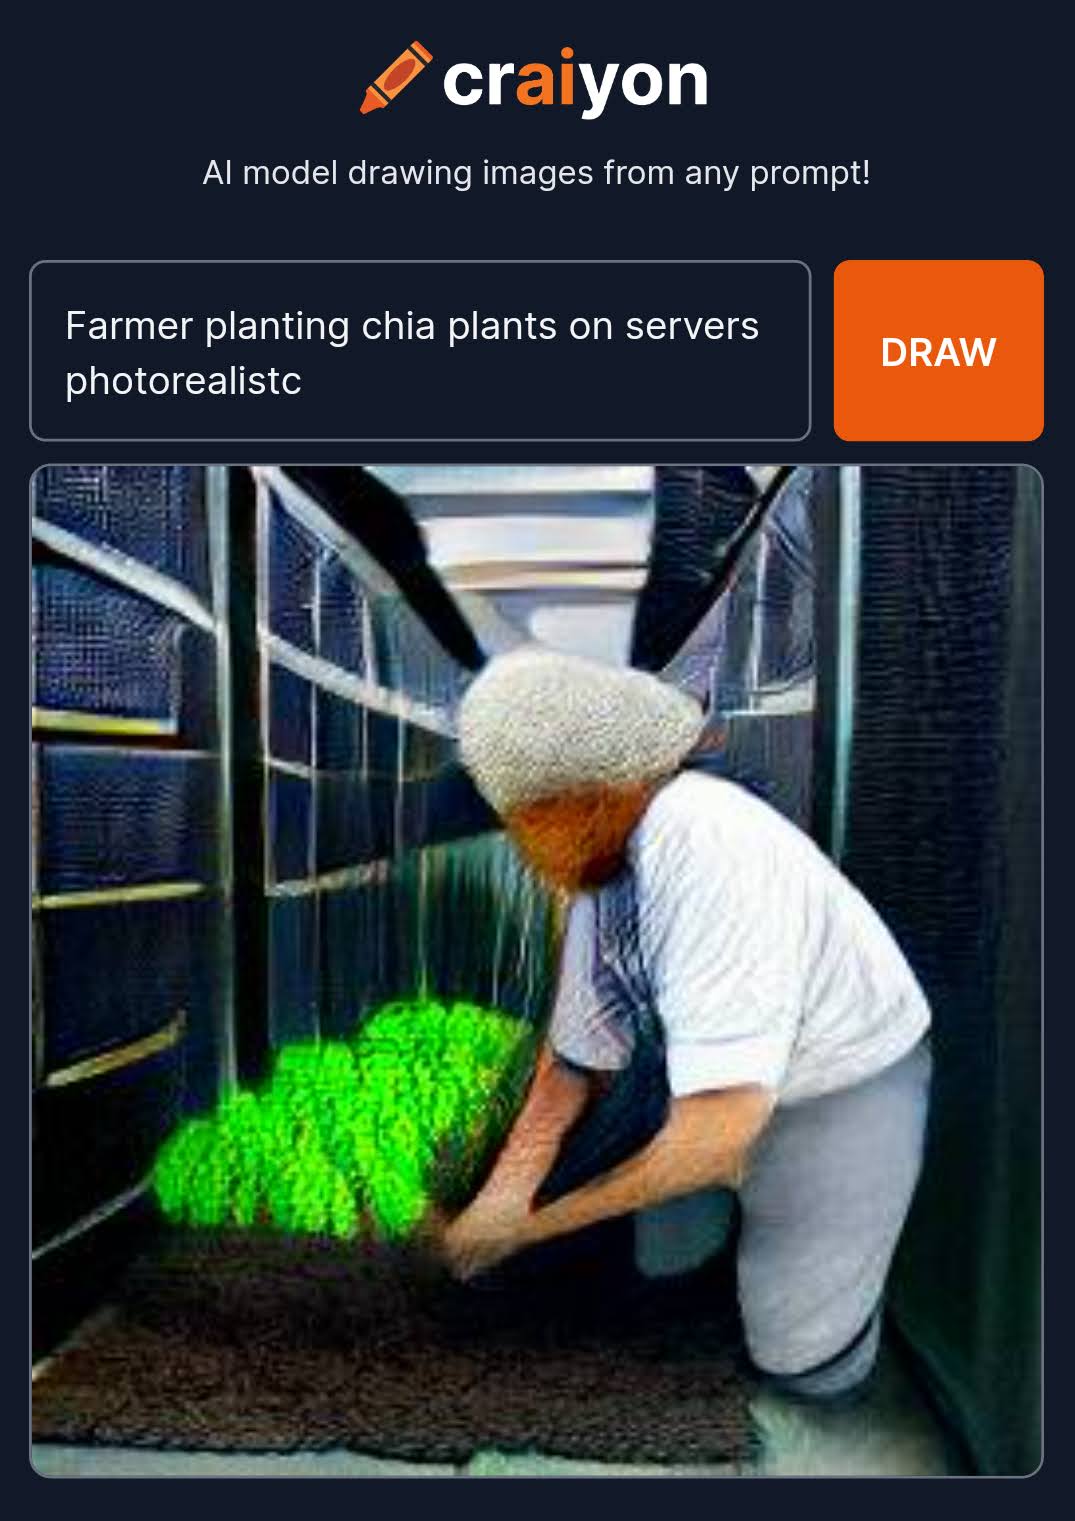 craiyon
AI model drawing images from any prompt!
Farmer planting chia plants on servers
photorealistc
DRAW